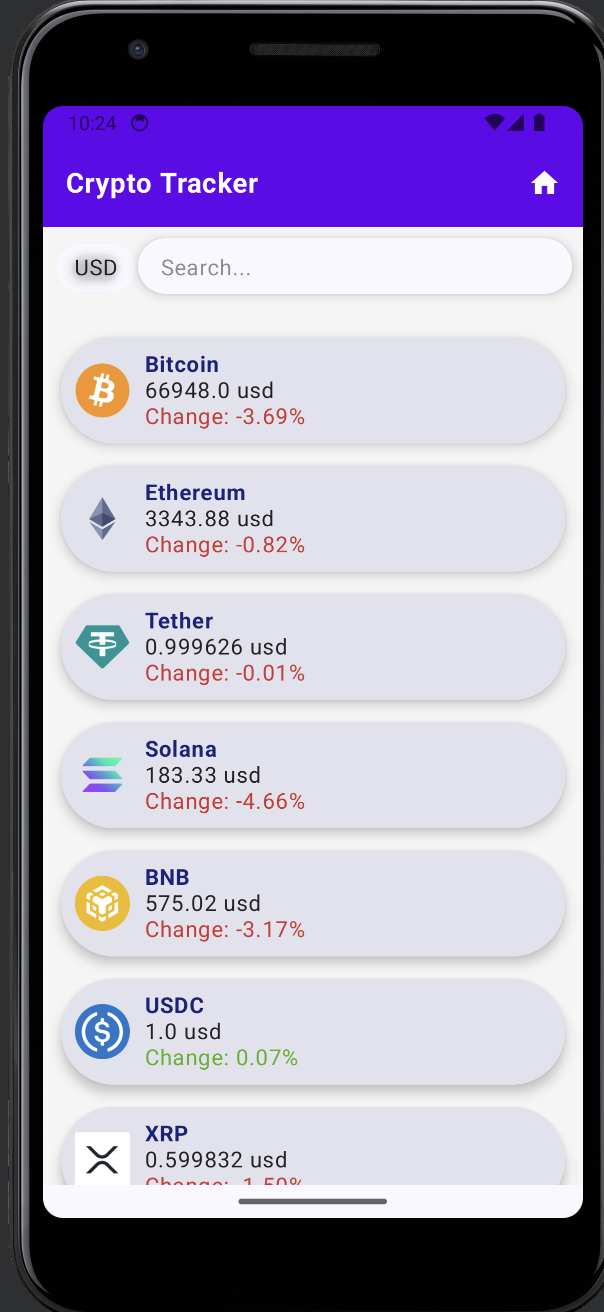 10:24
Crypto Tracker
USD Search...
Bitcoin
66948.0 usd
Change: -3.69%
Ethereum
3343.88 usd
Change: -0.82%
Tether
0.999626 usd
Change: -0.01%
Solana
183.33 usd
Change: -4.66%
BNB
575.02 usd
Change: -3.17%
USDC
1.0 usd
Change: 0.07%
XRP
0.599832 usd
Change: